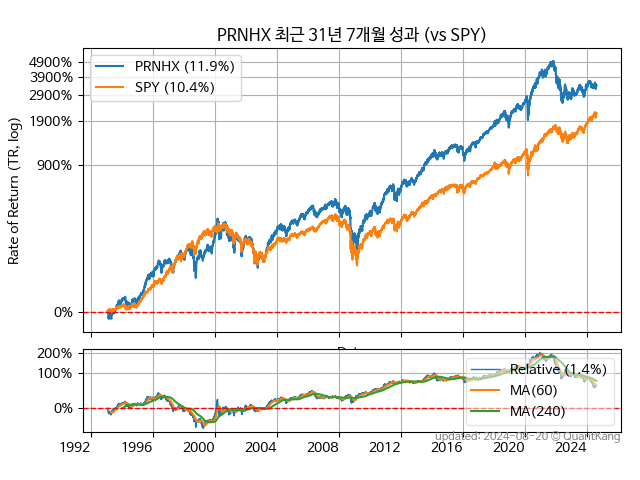 PRNHX 최근 31년 7개월 성과 (vs SPY)
Rate of Return (TR, log)
4900%
3900%
2900%
1900%
900%
0%
PRNHX (11.9%)
SPY (10.4%)
200%
100%
0%
Relative (1.4%)
MA(60)
MA(240)
1992 1996 2000 2004 2008 2012 2016 2020 2024
updated: 2024-08-20 © QuantKang